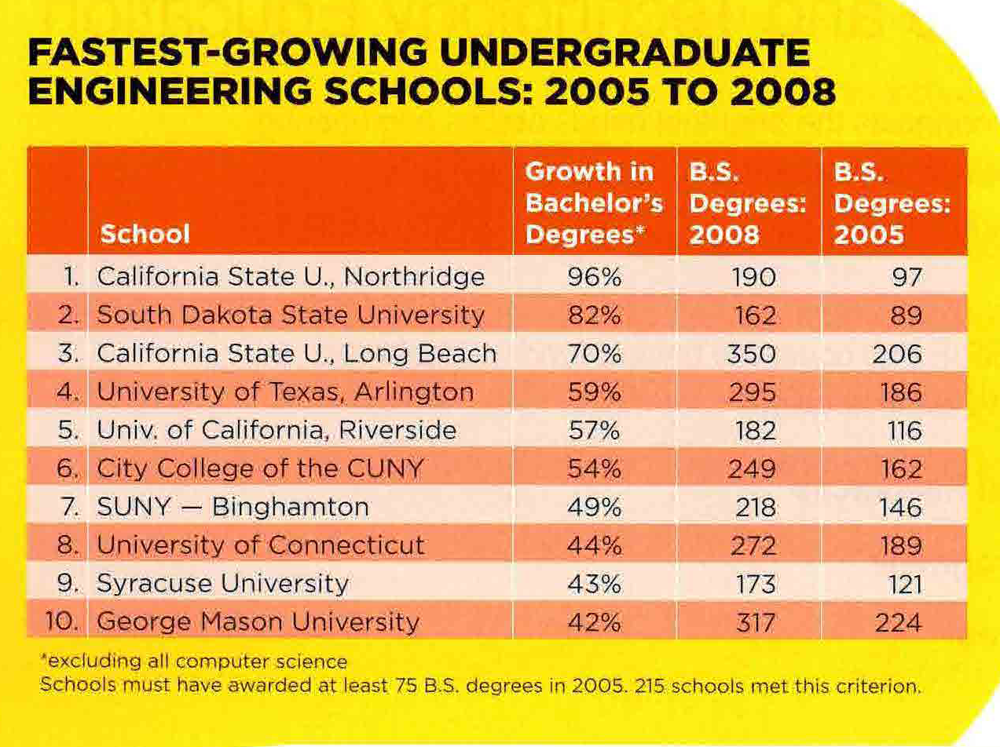 FASTEST-GROWING UNDERGRADUATE
ENGINEERING SCHOOLS: 2005 TO 2008
School Growth in Bachelor's Degrees* B.S. Degrees: 2008 B.S. Degrees: 2005
1. California State U., Northridge 96% 190 97
2. South Dakota State University 82% 162 89
3. California State U., Long Beach 70% 350 206
4. University of Texas, Arlington 59% 295 186
5. Univ. of California, Riverside 57% 182 116
6. City College of the CUNY 54% 249 162
7. SUNY — Binghamton 49% 218 146
8. University of Connecticut 44% 272 189
9. Syracuse University 43% 173 121
10. George Mason University 42% 317 224
*excluding all computer science
Schools must have awarded at least 75 B.S. degrees in 2005. 215 schools met this criterion.